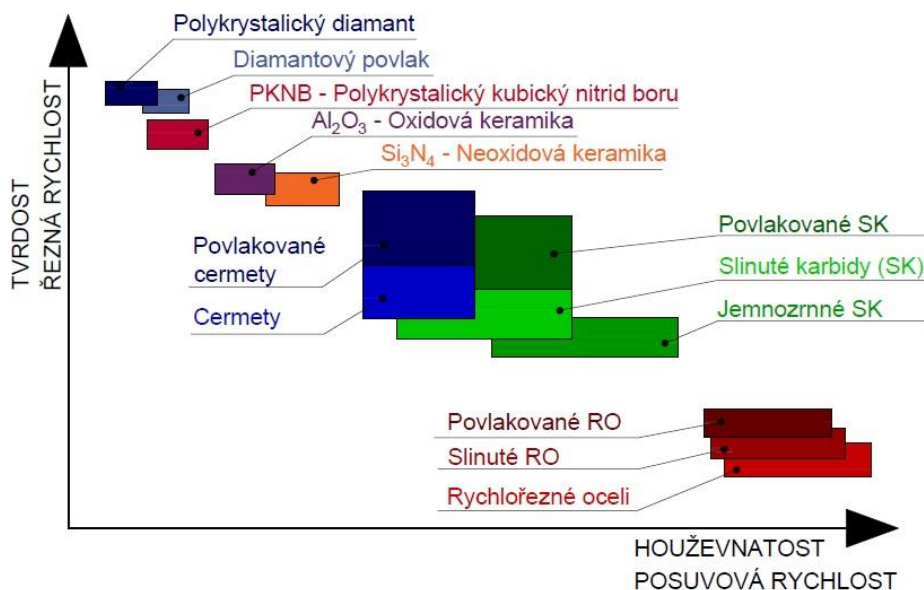 Polykrystalický diamant
Diamantový povlak
PKNB - Polykrystalický kubický nitrid boru
Al₂O₃ - Oxidová keramika
Si₃N₄ - Neoxidová keramika
TVRDOST
ŘEZNÁ RYCHLOST
Povlakované
cermety
Cermety
Povlakované SK
Slinuté karbidy (SK)
Jemnozrnné SK
Povlakované RO
Slinuté RO
Rychlořezné oceli
HOUŽEVNATOST
POSUVOVÁ RYCHLOST